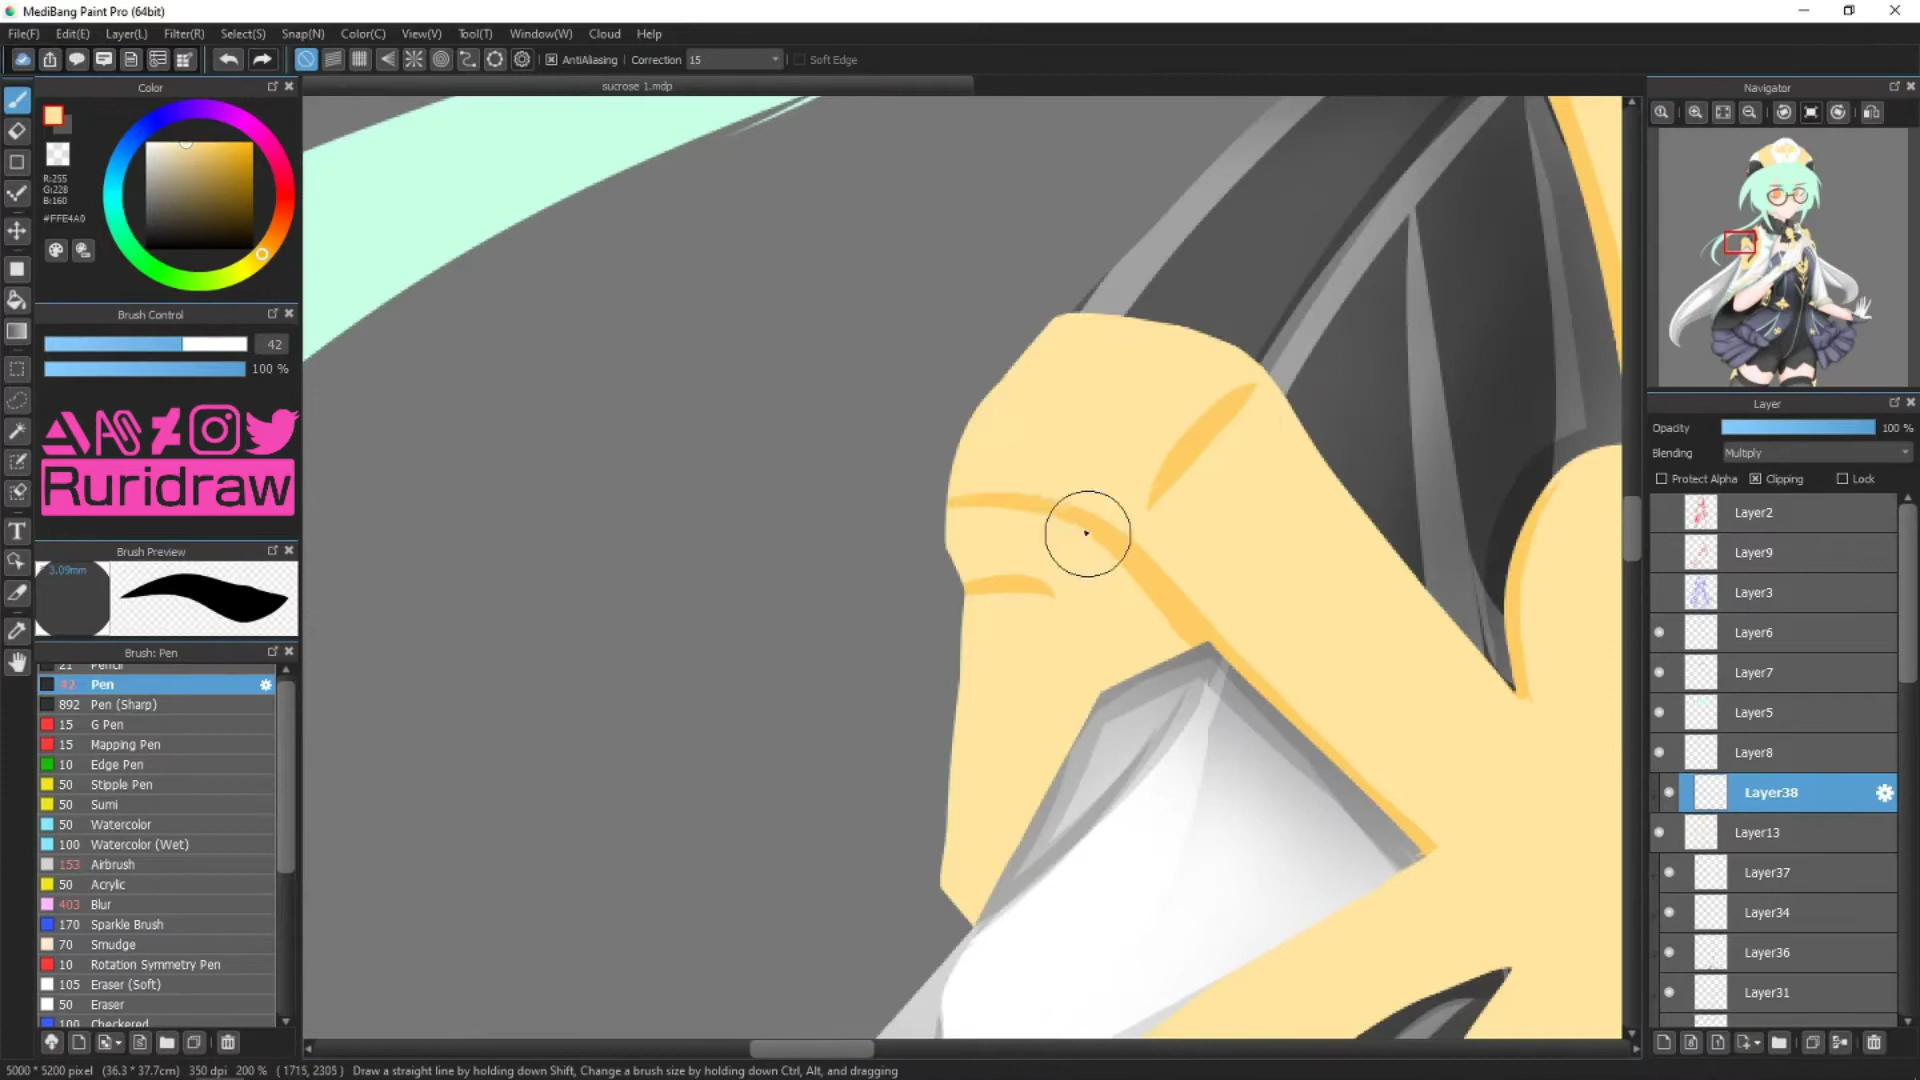 MediBang Paint Pro (64bit)
File(F) Edit(E) Layer(L) Filter(R) Select(S) Snap(N) Color(C) View(V) Tool(T) Window(W) Cloud Help
AntiAliasing Correction 15 Soft Edge
sucrose 1.mdp
Color
R:255
G:228
B:160
#FFE4A0
Brush Control
42
100 %
Ruridraw
Brush Preview
3.09mm
Brush: Pen
21 Pencil
42 Pen
892 Pen (Sharp)
15 G Pen
15 Mapping Pen
10 Edge Pen
50 Stipple Pen
50 Sumi
50 Watercolor
100 Watercolor (Wet)
153 Airbrush
50 Acrylic
403 Blur
170 Sparkle Brush
70 Smudge
10 Rotation Symmetry Pen
105 Eraser (Soft)
50 Eraser
100 Checkered
Navigator
Layer
Opacity 100 %
Blending Multiply
Protect Alpha Clipping Lock
Layer2
Layer9
Layer3
Layer6
Layer7
Layer5
Layer8
Layer38
Layer13
Layer37
Layer34
Layer36
Layer31
5000 * 5200 pixel (36.3 * 37.7cm) 350 dpi 200 % ( 1715, 2305 ) Draw a straight line by holding down Shift, Change a brush size by holding down Ctrl, Alt, and dragging